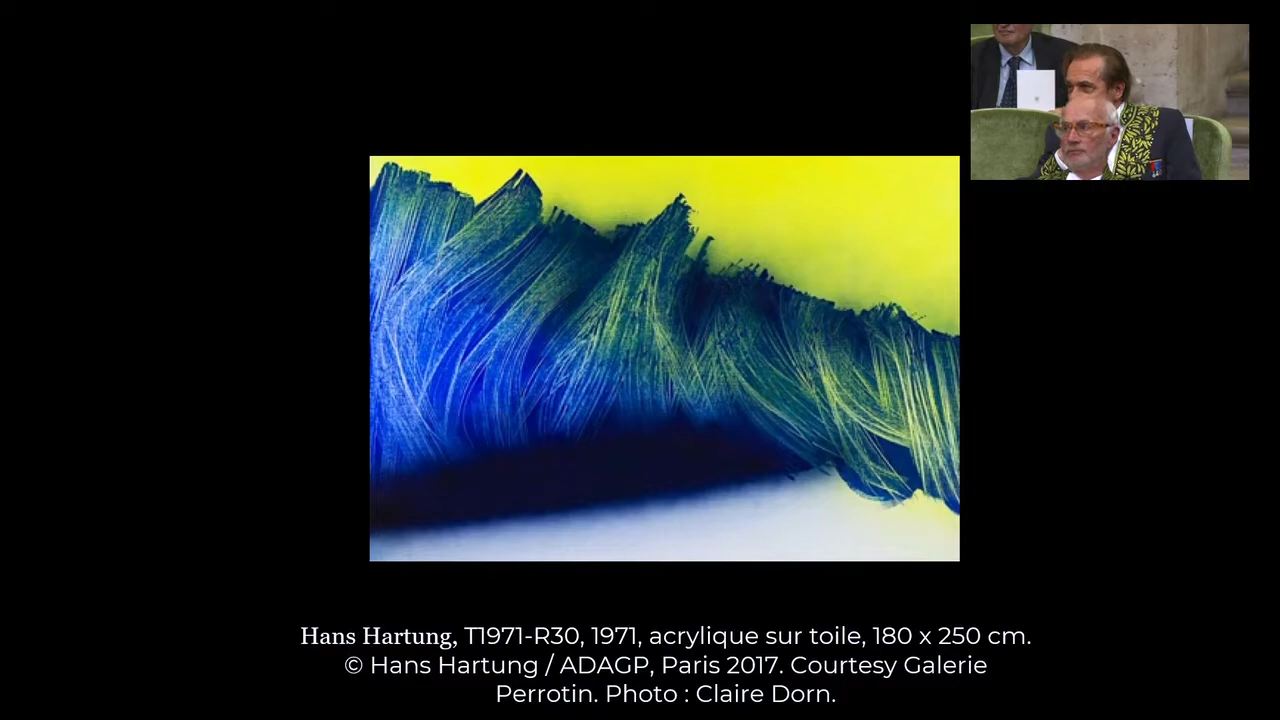 Hans Hartung, T1971-R30, 1971, acrylique sur toile, 180 x 250 cm.
© Hans Hartung / ADAGP, Paris 2017. Courtesy Galerie
Perrotin. Photo : Claire Dorn.